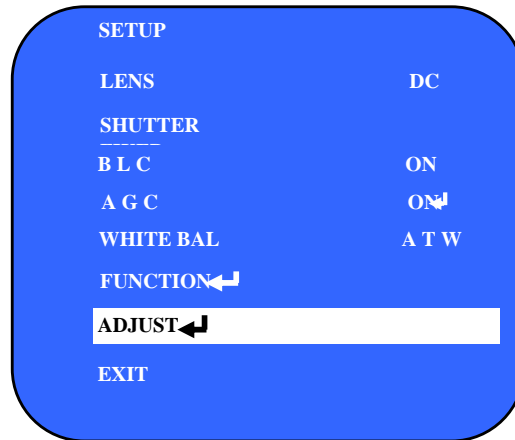 SETUP
LENS DC
SHUTTER
B L C ON
A G C ON
WHITE BAL A T W
FUNCTION
ADJUST
EXIT